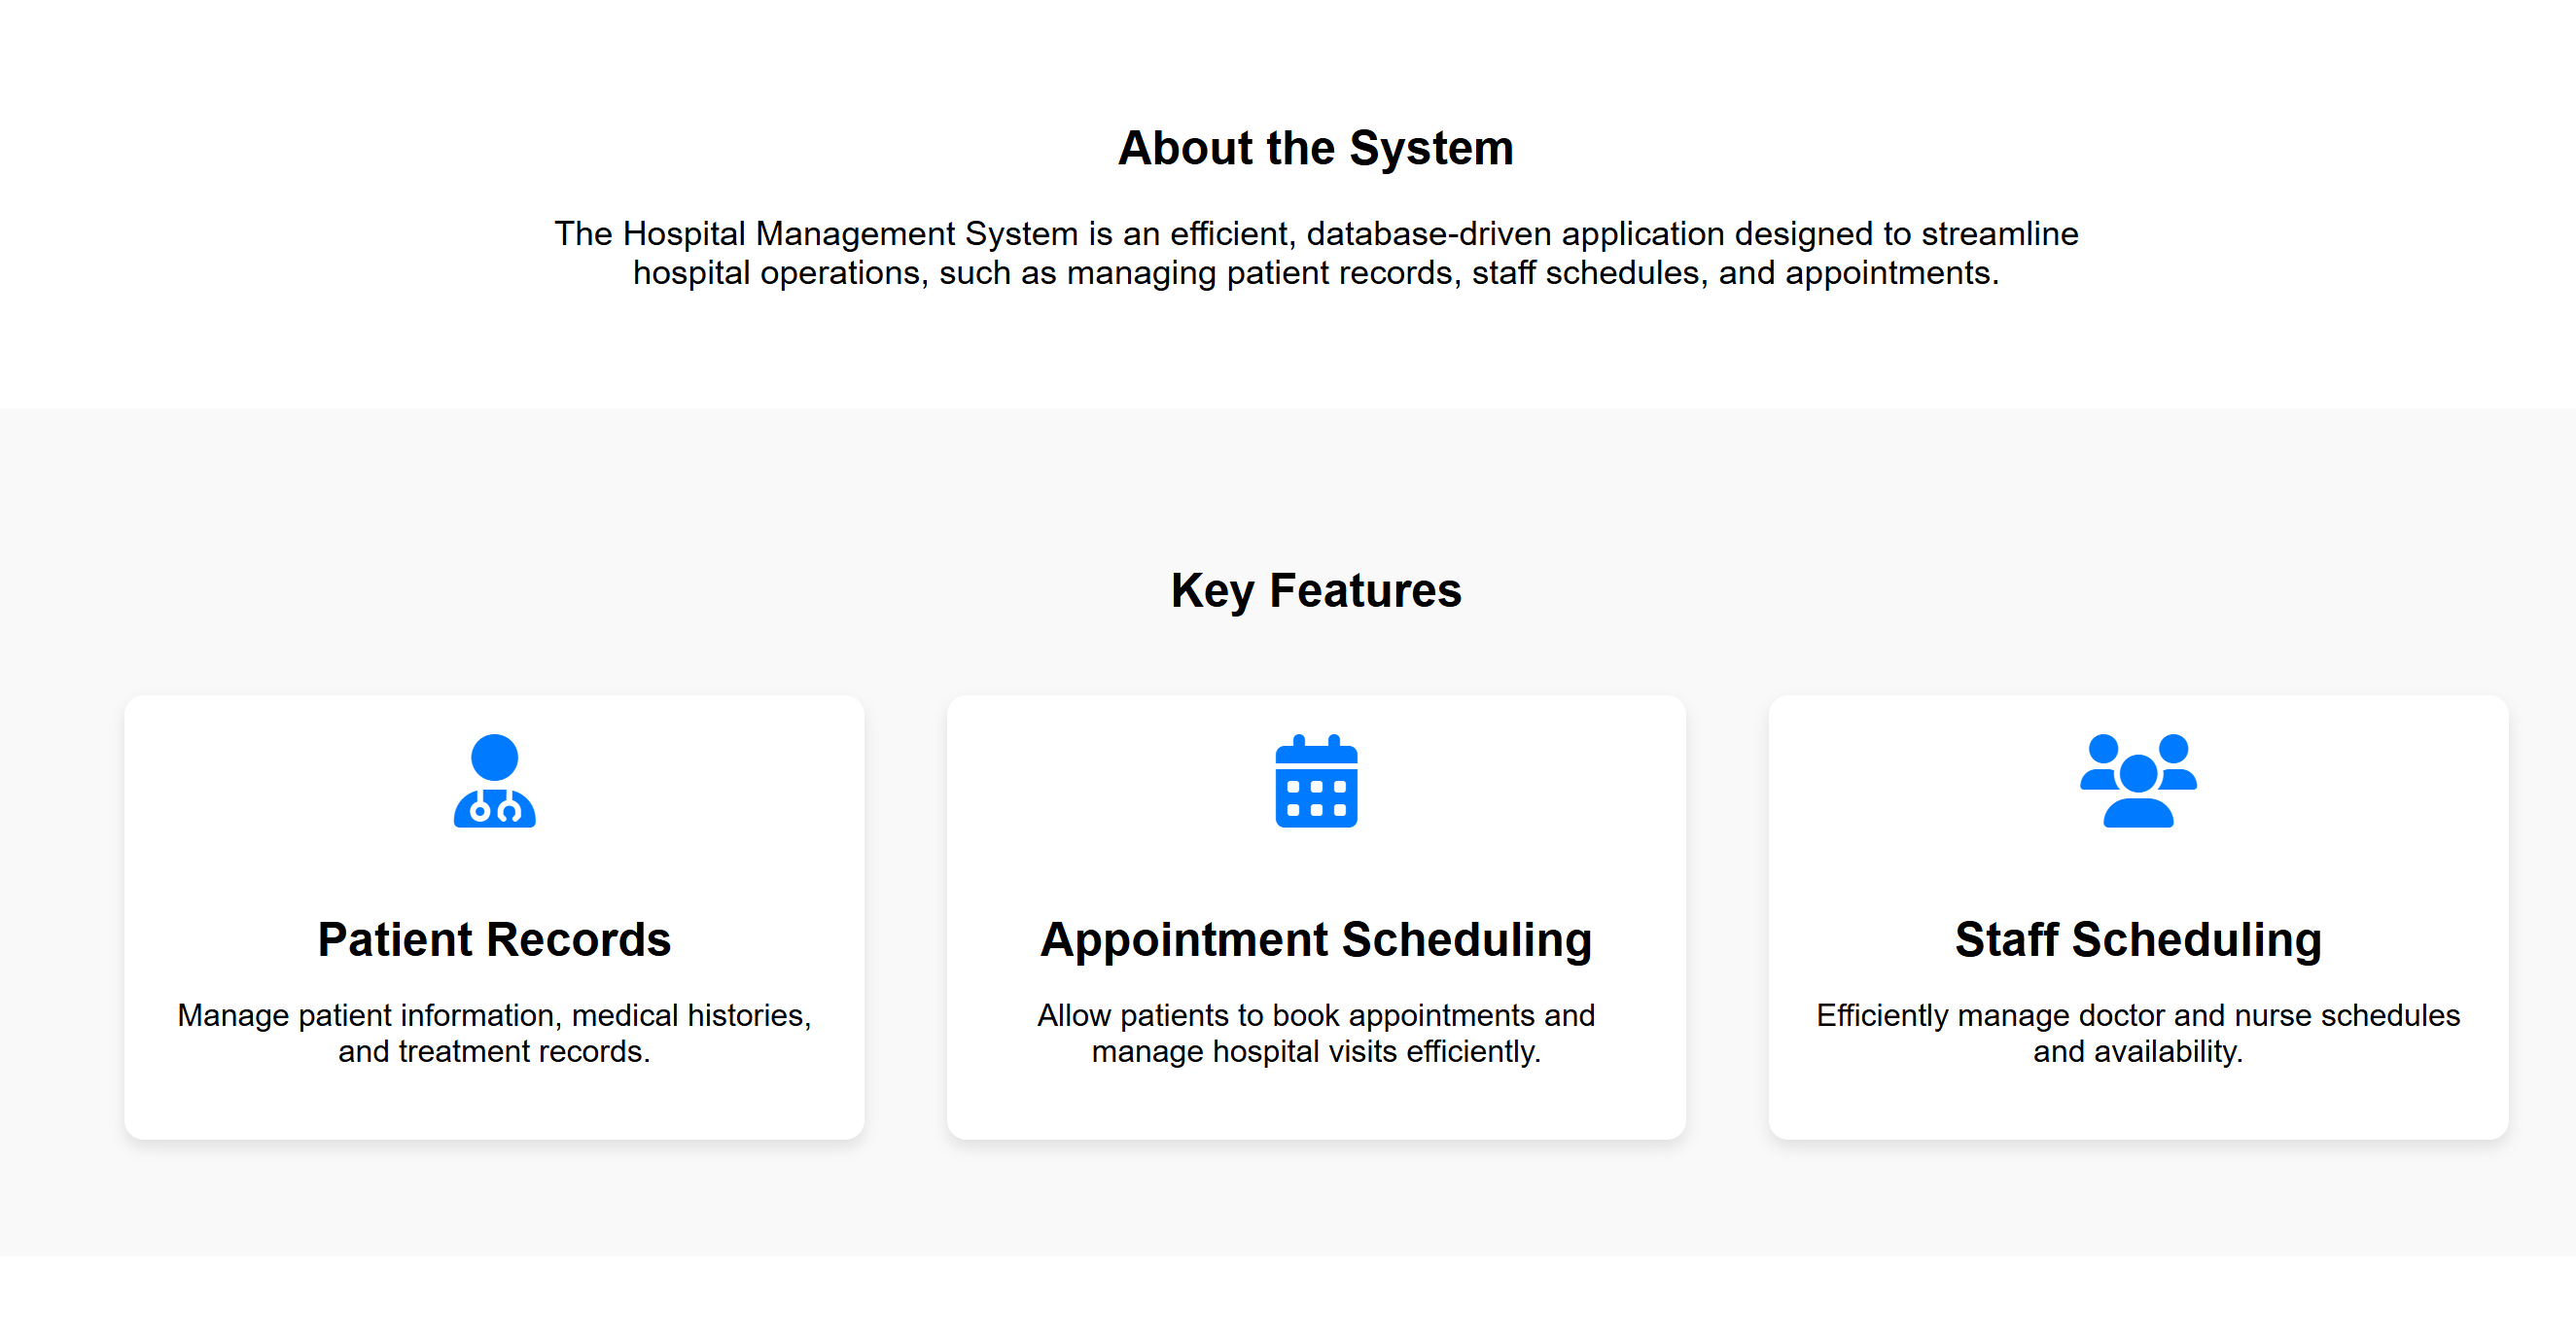 About the System
The Hospital Management System is an efficient, database-driven application designed to streamline
hospital operations, such as managing patient records, staff schedules, and appointments.
Key Features
Patient Records
Manage patient information, medical histories,
and treatment records.
Appointment Scheduling
Allow patients to book appointments and
manage hospital visits efficiently.
Staff Scheduling
Efficiently manage doctor and nurse schedules
and availability.